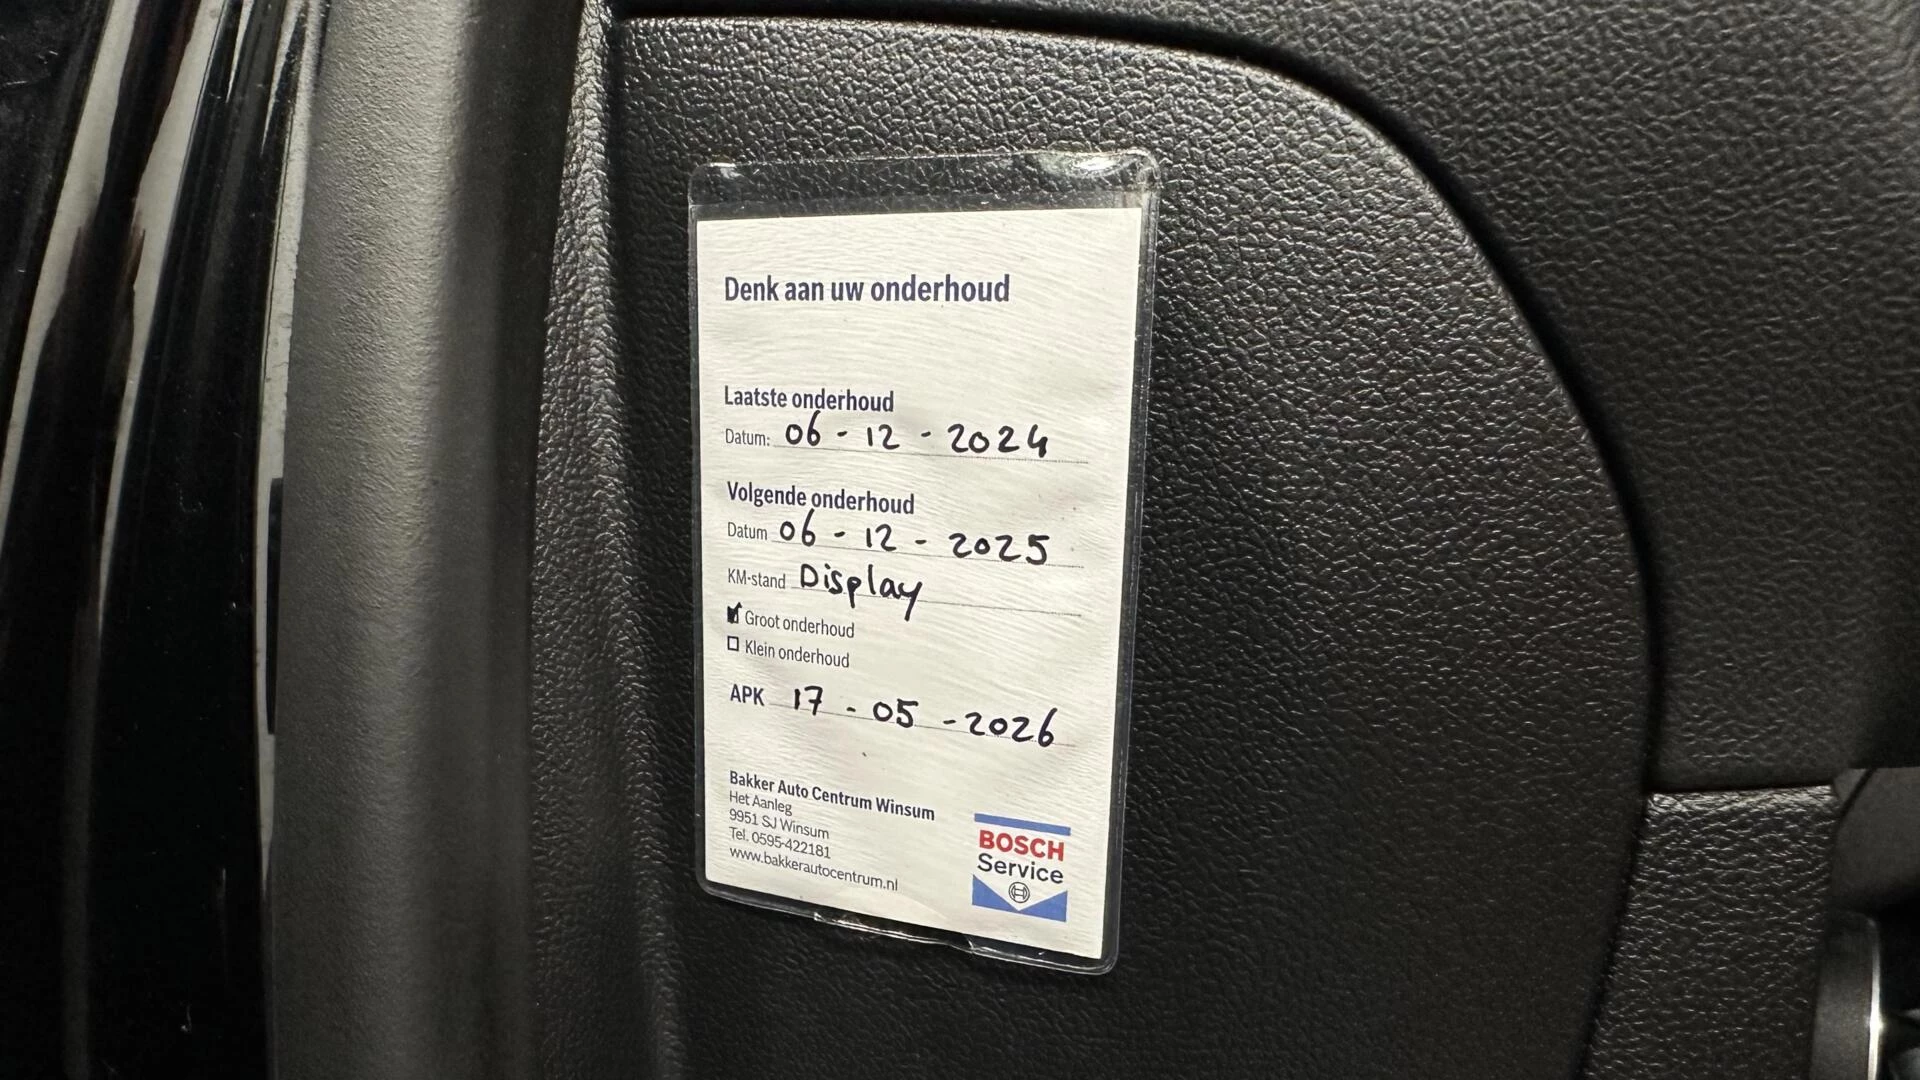 Denk aan uw onderhoud
Laatste onderhoud
Datum: 06 - 12 - 2024
Volgende onderhoud
Datum 06 - 12 - 2025
KM-stand Display
Groot onderhoud
Klein onderhoud
APK 17 - 05 - 2026
Bakker Auto Centrum Winsum
Het Aanleg
9951 SJ Winsum
Tel. 0595-422181
www.bakkerautocentrum.nl
BOSCH
Service